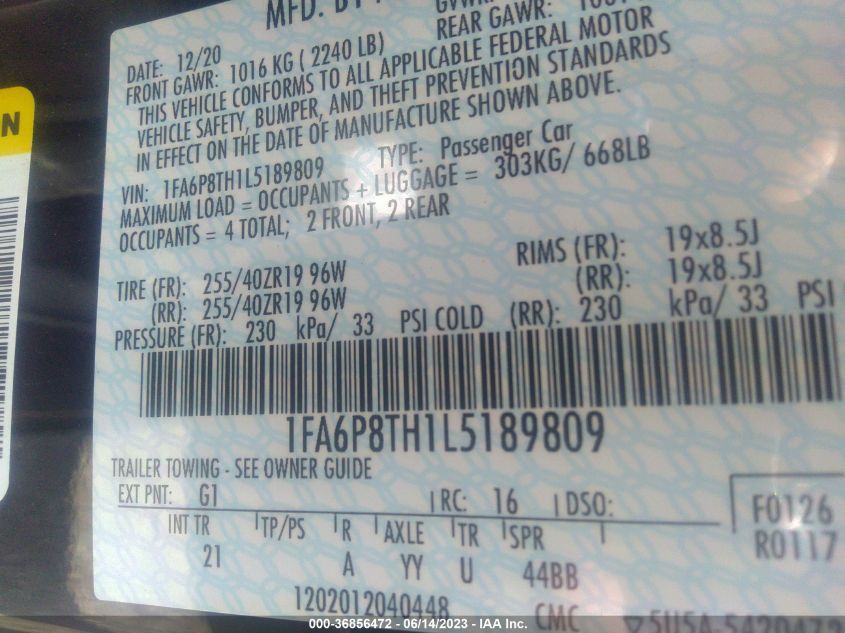 MFD. BY
REAR GAWR:
DATE: 12/20
FRONT GAWR: 1016 KG ( 2240 LB)
THIS VEHICLE CONFORMS TO ALL APPLICABLE FEDERAL MOTOR
VEHICLE SAFETY, BUMPER, AND THEFT PREVENTION STANDARDS
IN EFFECT ON THE DATE OF MANUFACTURE SHOWN ABOVE.
VIN: 1FA6P8TH1L5189809 TYPE: Passenger Car
MAXIMUM LOAD = OCCUPANTS + LUGGAGE = 303KG/ 668LB
OCCUPANTS = 4 TOTAL; 2 FRONT, 2 REAR
TIRE (FR): 255/40ZR19 96W RIMS (FR): 19x8.5J
(RR): 255/40ZR19 96W (RR): 19x8.5J
PRESSURE (FR): 230 kPa/ 33 PSI COLD (RR): 230 kPa/ 33 PSI
1FA6P8TH1L5189809
TRAILER TOWING - SEE OWNER GUIDE
EXT PNT: G1 RC: 16 DSO:
INT TR TP/PS R AXLE TR SPR
21 A YY U 44BB
F0126
R0117
1202012040448 CMC
N
000-36856472 - 06/14/2023 - IAA Inc.